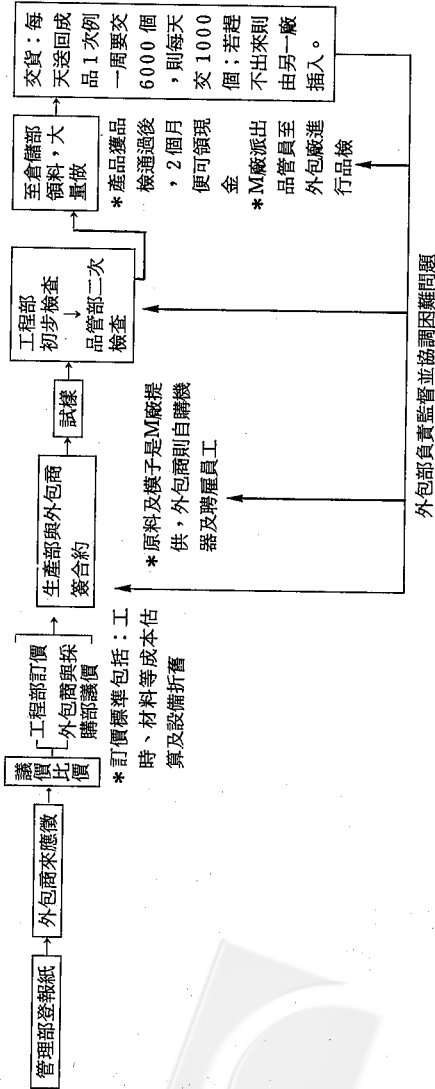 管理部登報紙
外包商來應徵
議價比價
工程部訂價
外包商與採
購部議價
*訂價標準包括：工
時、材料等成本估
算及設備折舊
生產部與外包商
簽合約
*原料及模子是M廠提
供，外包商則自購機
器及聘雇員工
試樣
工程部
初步檢查
↓
品管部二次
檢查
至倉儲部
領料，大
量做
*產品獲品
檢通過後
，2個月
便可領現
金
*M廠派出
品管員至
外包廠進
行品檢
交貨：每
天送回成
品1次例
一周要交
6000個
，則每天
交1000
個；若趕
不出來則
由另一廠
插入。
外包部負責監督並協調困難問題